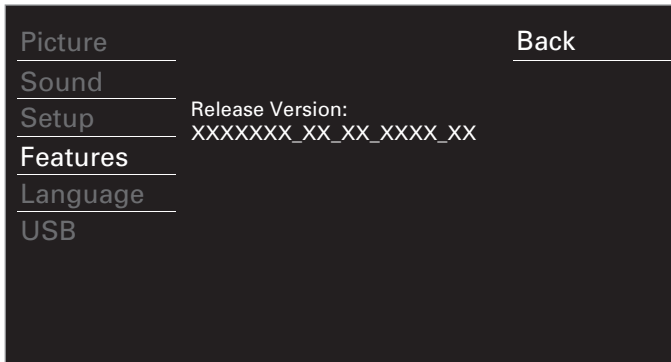 Picture
Back
Sound
Setup
Release Version:
XXXXXXX_XX_XX_XXXX_XX
Features
Language
USB